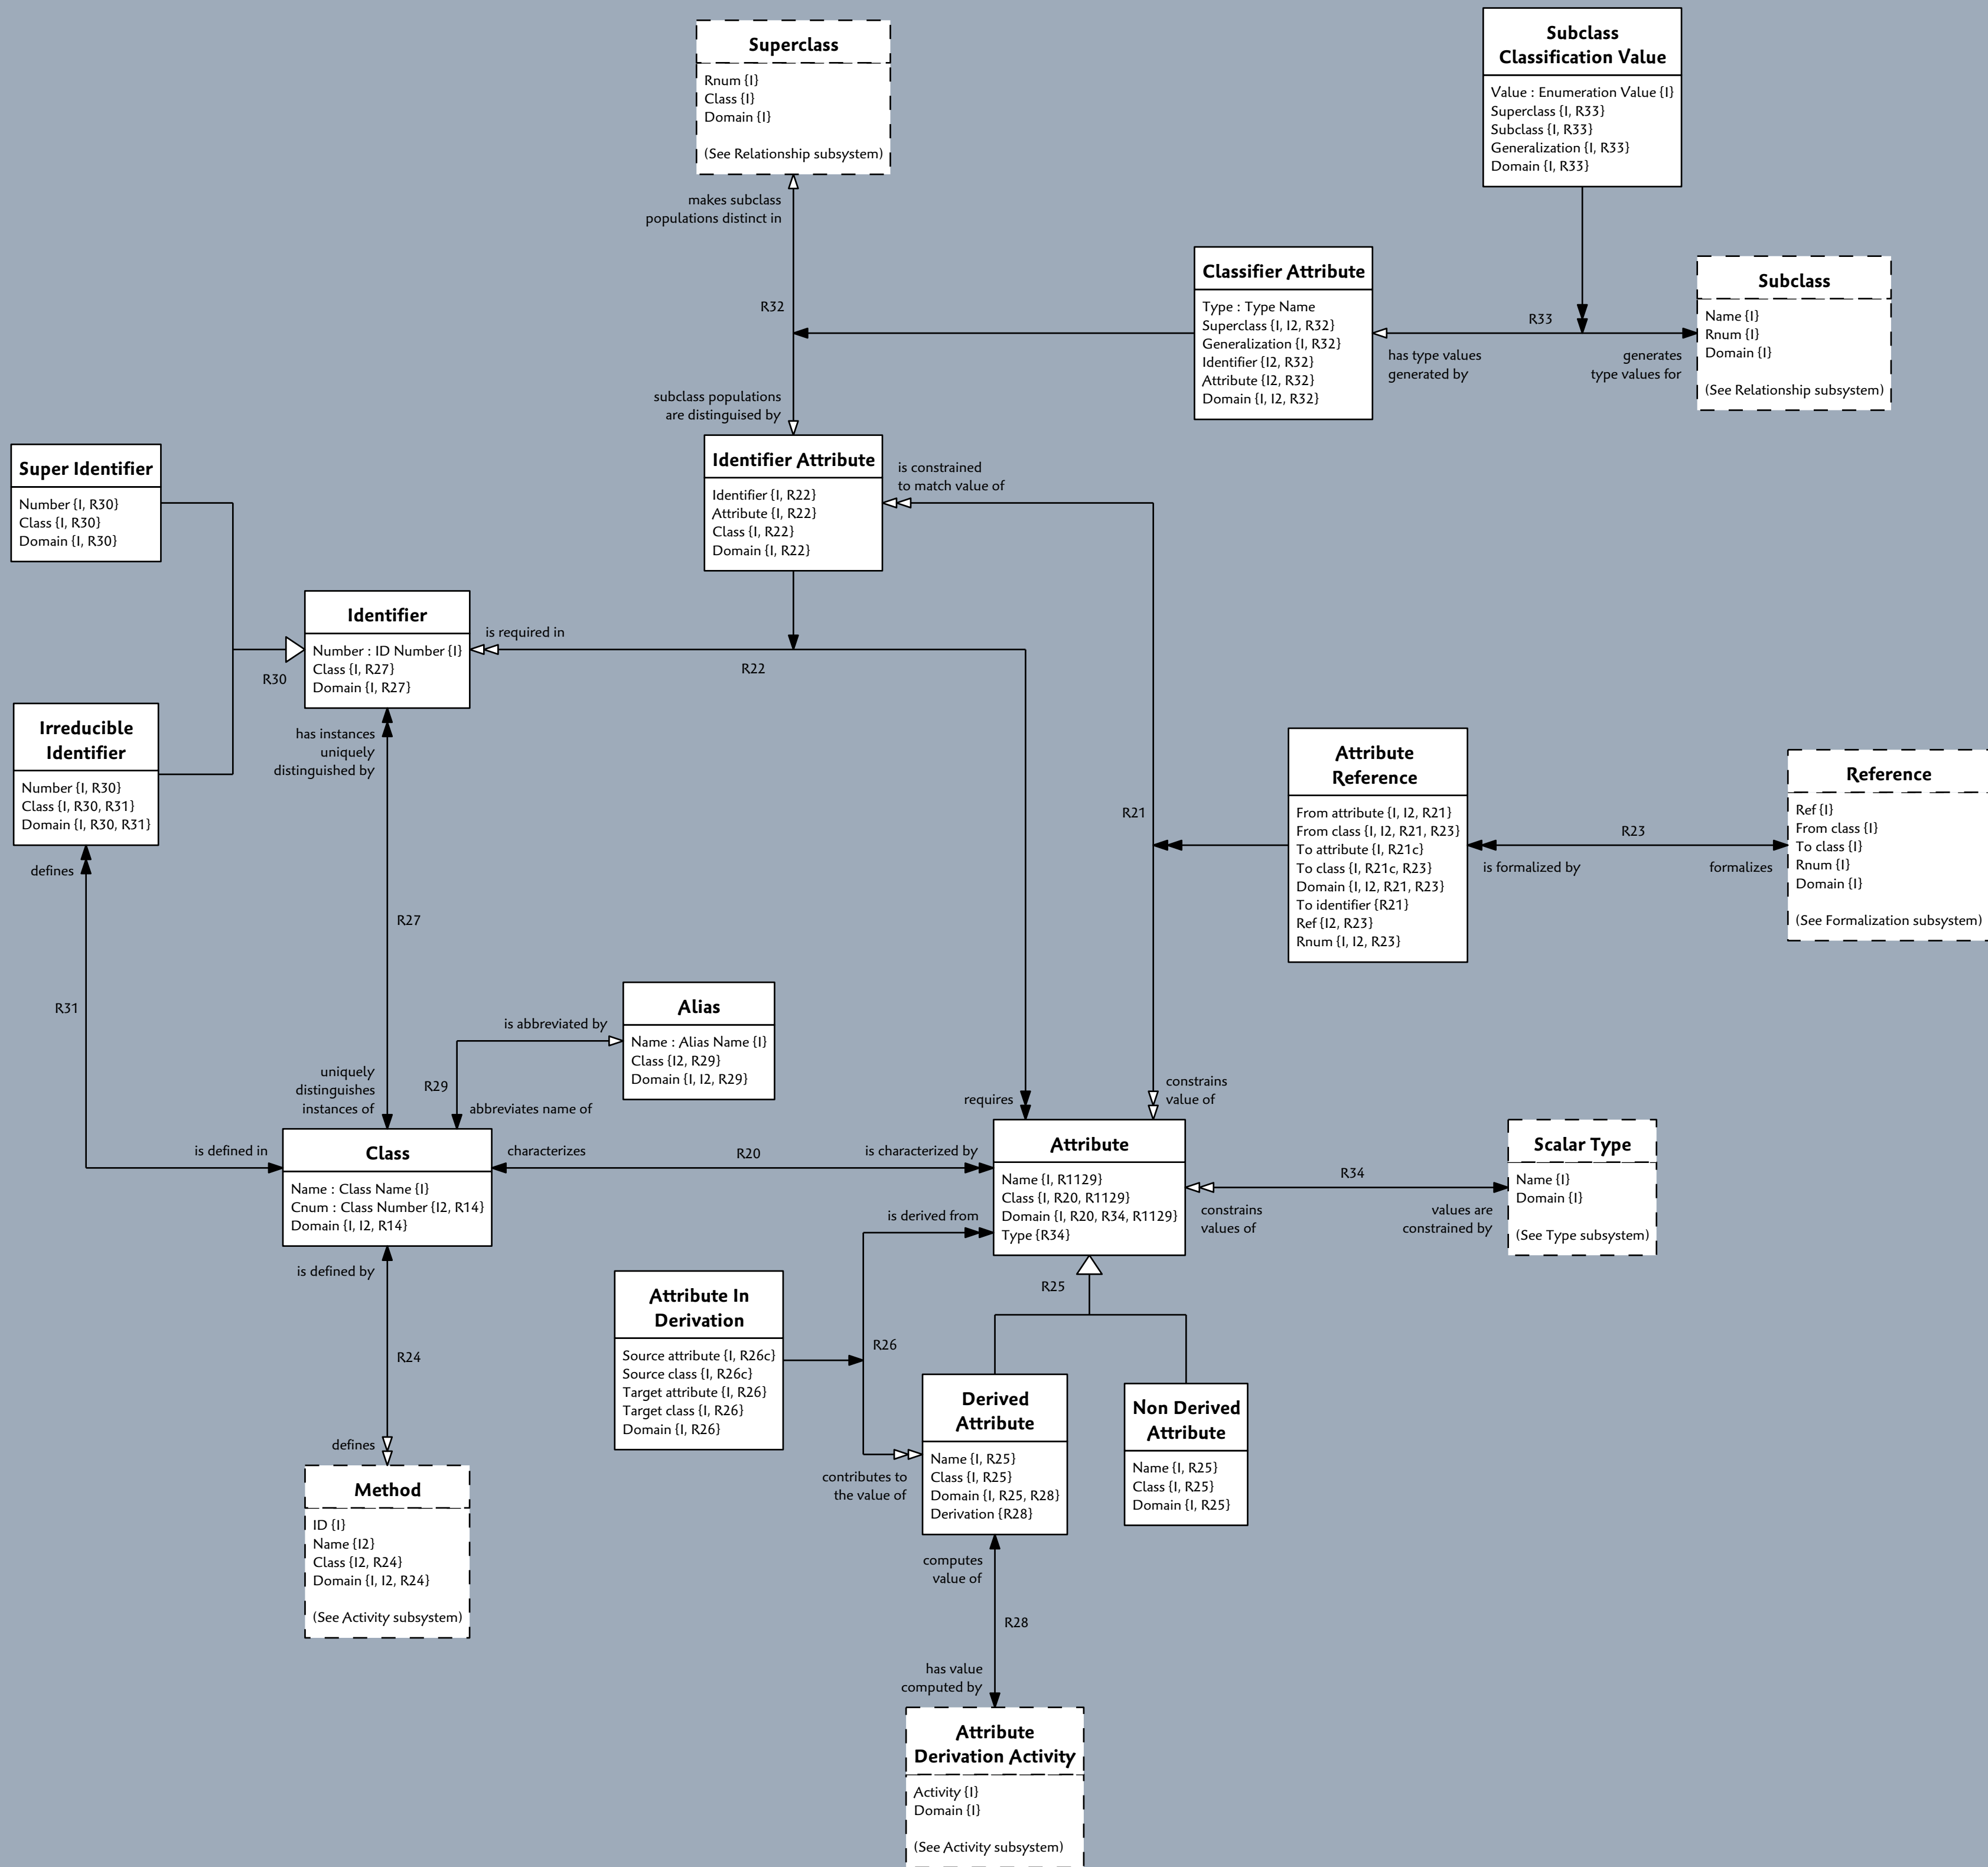 Superclass
Rnum {I}
Class {I}
Domain {I}
(See Relationship subsystem)
Subclass
Classification Value
Value : Enumeration Value {I}
Superclass {I, R33}
Subclass {I, R33}
Generalization {I, R33}
Domain {I, R33}
makes subclass
populations distinct in
R32
subclass populations
are distinguised by
Classifier Attribute
Type : Type Name
Superclass {I, I2, R32}
Generalization {I, R32}
Identifier {I2, R32}
Attribute {I2, R32}
Domain {I, I2, R32}
R33
has type values
generated by
generates
type values for
Subclass
Name {I}
Rnum {I}
Domain {I}
(See Relationship subsystem)
Super Identifier
Number {I, R30}
Class {I, R30}
Domain {I, R30}
Identifier Attribute
Identifier {I, R22}
Attribute {I, R22}
Class {I, R22}
Domain {I, R22}
is constrained
to match value of
Identifier
Number : ID Number {I}
Class {I, R27}
Domain {I, R27}
is required in
R22
R30
Irreducible
Identifier
Number {I, R30}
Class {I, R30, R31}
Domain {I, R30, R31}
has instances
uniquely
distinguished by
defines
R27
R31
R21
Attribute
Reference
From attribute {I, I2, R21}
From class {I, I2, R21, R23}
To attribute {I, R21c}
To class {I, R21c, R23}
Domain {I, I2, R21, R23}
To identifier {R21}
Ref {I2, R23}
Rnum {I, I2, R23}
R23
is formalized by
formalizes
Reference
Ref {I}
From class {I}
To class {I}
Rnum {I}
Domain {I}
(See Formalization subsystem)
Alias
Name : Alias Name {I}
Class {I2, R29}
Domain {I, I2, R29}
is abbreviated by
R29
abbreviates name of
uniquely
distinguishes
instances of
is defined in
requires
constrains
value of
Class
Name : Class Name {I}
Cnum : Class Number {I2, R14}
Domain {I, I2, R14}
characterizes
R20
is characterized by
Attribute
Name {I, R1129}
Class {I, R20, R1129}
Domain {I, R20, R34, R1129}
Type {R34}
R34
constrains
values of
values are
constrained by
Scalar Type
Name {I}
Domain {I}
(See Type subsystem)
is defined by
R24
defines
is derived from
R25
Attribute In
Derivation
Source attribute {I, R26c}
Source class {I, R26c}
Target attribute {I, R26}
Target class {I, R26}
Domain {I, R26}
R26
contributes to
the value of
Derived
Attribute
Name {I, R25}
Class {I, R25}
Domain {I, R25, R28}
Derivation {R28}
Non Derived
Attribute
Name {I, R25}
Class {I, R25}
Domain {I, R25}
Method
ID {I}
Name {I2}
Class {I2, R24}
Domain {I, I2, R24}
(See Activity subsystem)
computes
value of
R28
has value
computed by
Attribute
Derivation Activity
Activity {I}
Domain {I}
(See Activity subsystem)